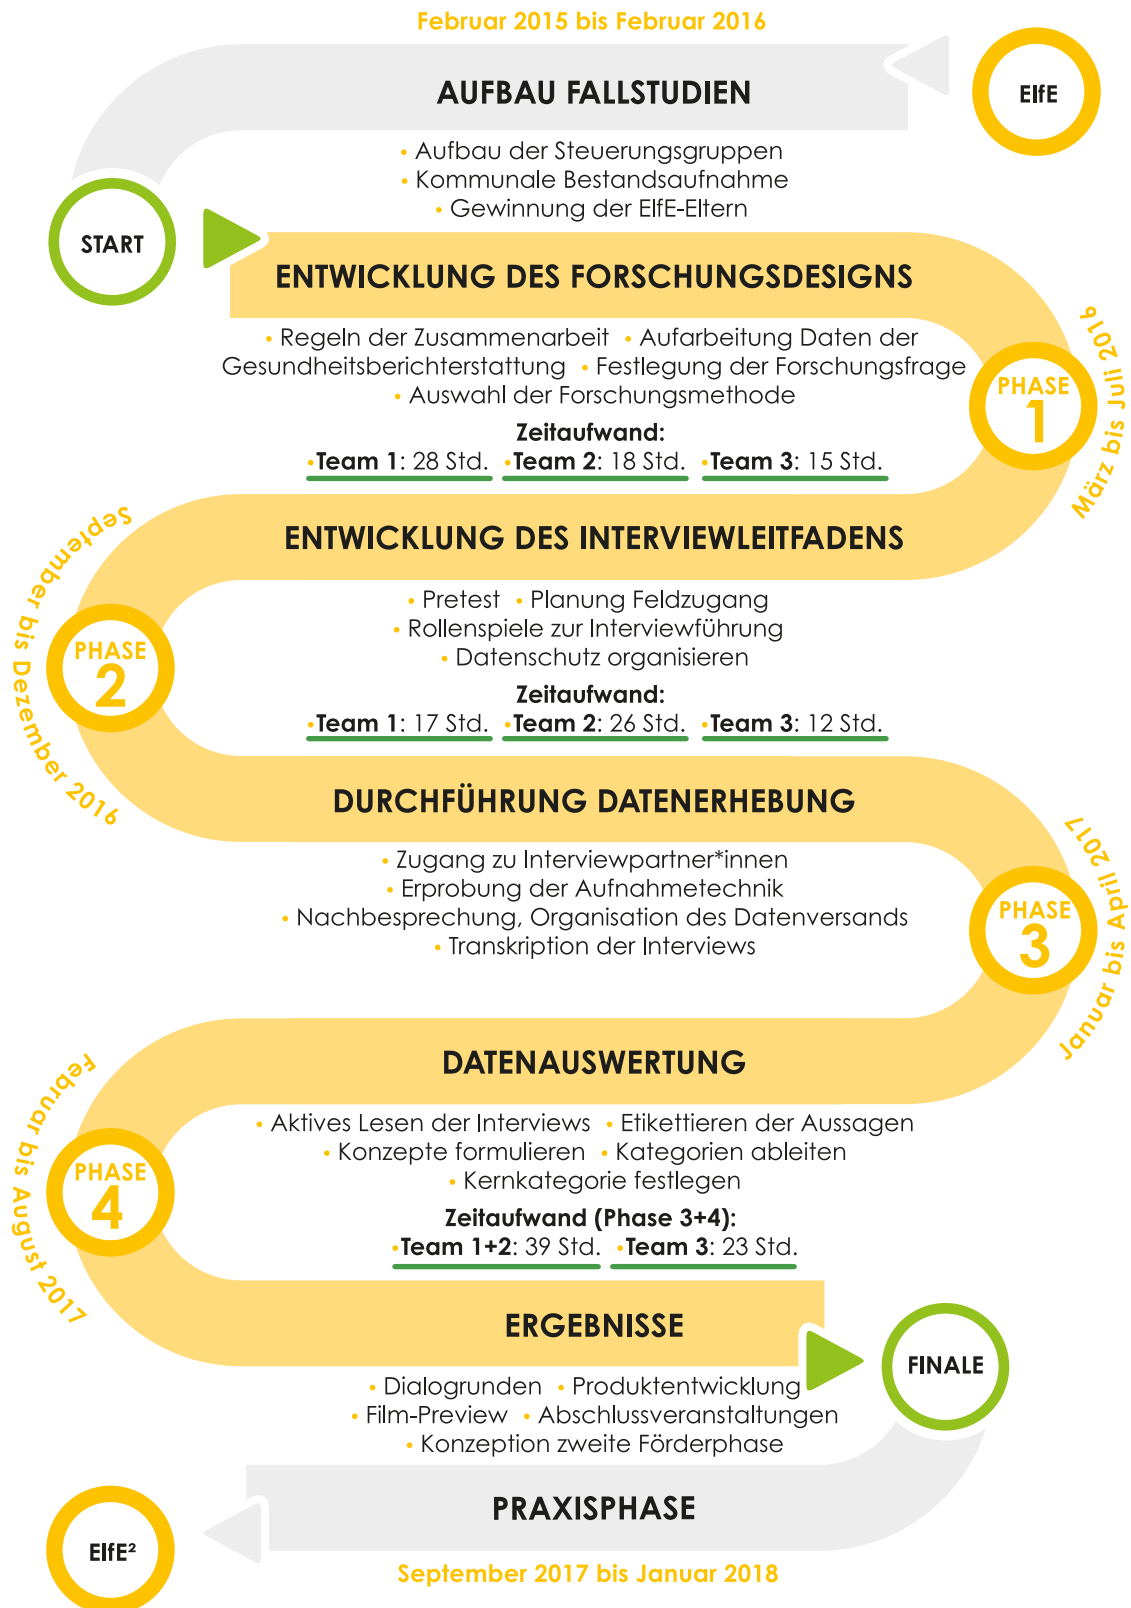 Februar 2015 bis Februar 2016
AUFBAU FALLSTUDIEN
ElfE
• Aufbau der Steuerungsgruppen
• Kommunale Bestandsaufnahme
• Gewinnung der ElfE-Eltern
START
ENTWICKLUNG DES FORSCHUNGSDESIGNS
• Regeln der Zusammenarbeit • Aufarbeitung Daten der
Gesundheitsberichterstattung • Festlegung der Forschungsfrage
• Auswahl der Forschungsmethode
PHASE
1
März bis Juli 2016
Zeitaufwand:
•Team 1: 28 Std. •Team 2: 18 Std. •Team 3: 15 Std.
ENTWICKLUNG DES INTERVIEWLEITFADENS
• Pretest • Planung Feldzugang
• Rollenspiele zur Interviewführung
• Datenschutz organisieren
PHASE
2
September bis Dezember 2016
Zeitaufwand:
•Team 1: 17 Std. •Team 2: 26 Std. •Team 3: 12 Std.
DURCHFÜHRUNG DATENERHEBUNG
• Zugang zu Interviewpartner*innen
• Erprobung der Aufnahmetechnik
• Nachbesprechung, Organisation des Datenversands
• Transkription der Interviews
PHASE
3
Januar bis April 2017
DATENAUSWERTUNG
• Aktives Lesen der Interviews • Etikettieren der Aussagen
• Konzepte formulieren • Kategorien ableiten
• Kernkategorie festlegen
PHASE
4
Februar bis August 2017
Zeitaufwand (Phase 3+4):
•Team 1+2: 39 Std. •Team 3: 23 Std.
ERGEBNISSE
FINALE
• Dialogrunden • Produktentwicklung
• Film-Preview • Abschlussveranstaltungen
• Konzeption zweite Förderphase
PRAXISPHASE
ElfE²
September 2017 bis Januar 2018